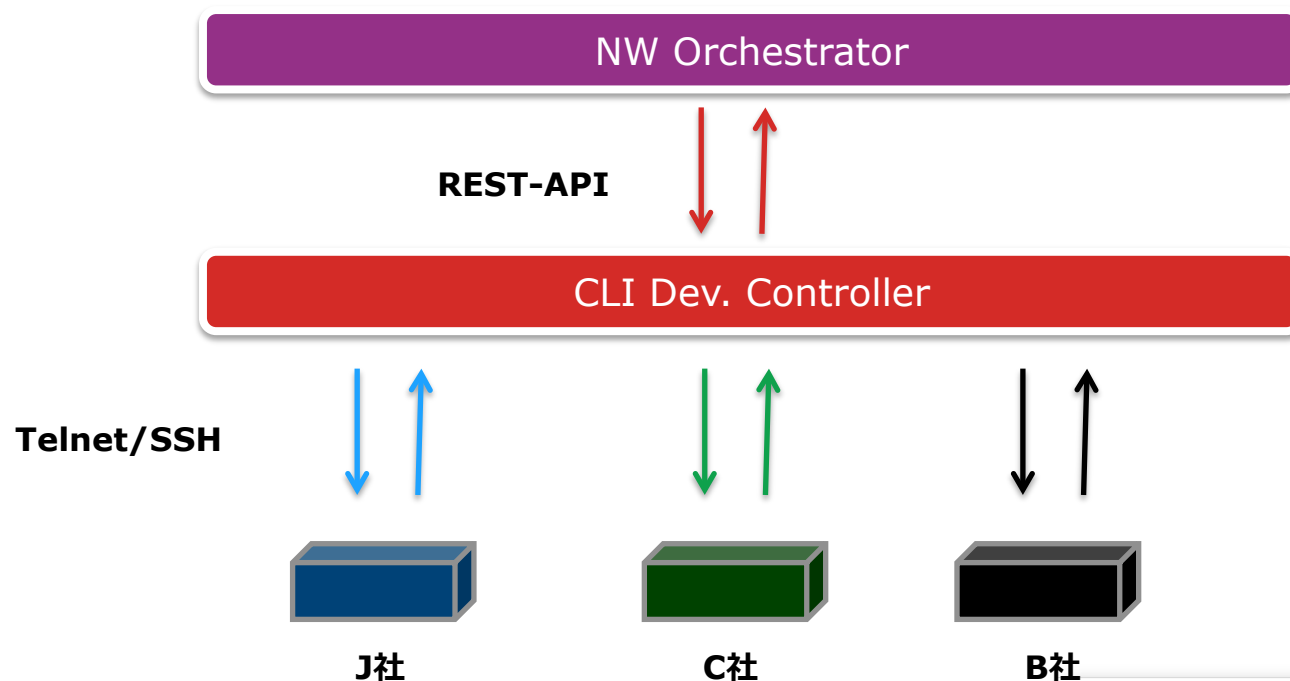 NW Orchestrator
REST-API
CLI Dev. Controller
Telnet/SSH
J社
C社
B社